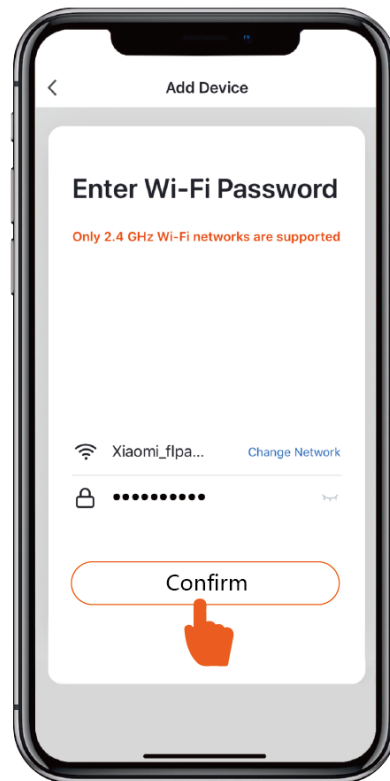 Add Device
Enter Wi-Fi Password
Only 2.4 GHz Wi-Fi networks are supported
Xiaomi_flpa... Change Network
Confirm